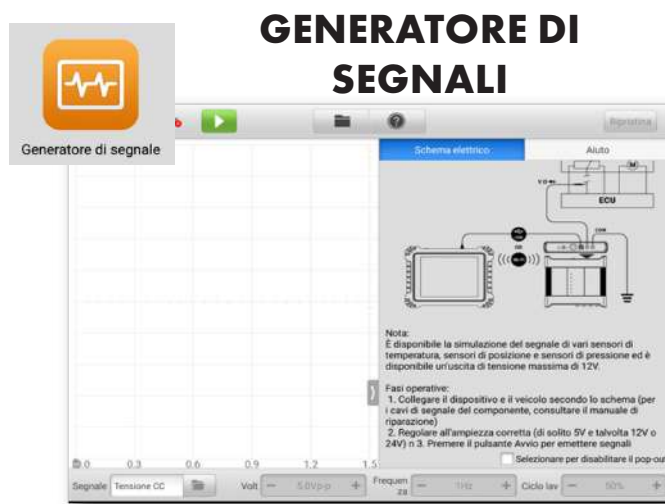 GENERATORE DI
SEGNALI
Generatore di segnale
Ripristina
Schema elettrico
Aiuto
M
ECU
COM
OR
Nota:
È disponibile la simulazione del segnale di vari sensori di
temperatura, sensori di posizione e sensori di pressione ed è
disponibile un'uscita di tensione massima di 12V.
Fasi operative:
1. Collegare il dispositivo e il veicolo secondo lo schema (per
i cavi di segnale del componente, consultare il manuale di
riparazione)
2. Regolare all'ampiezza corretta (di solito 5V e talvolta 12V o
24V) n 3. Premere il pulsante Avvio per emettere segnali
Selezionare per disabilitare il pop-out
0.0 0.3 0.6 0.9 1.2 1.5
Segnale Tensione CC Volt − 5.0Vp-p + Frequen
za − 1Hz + Ciclo lav − 50% +